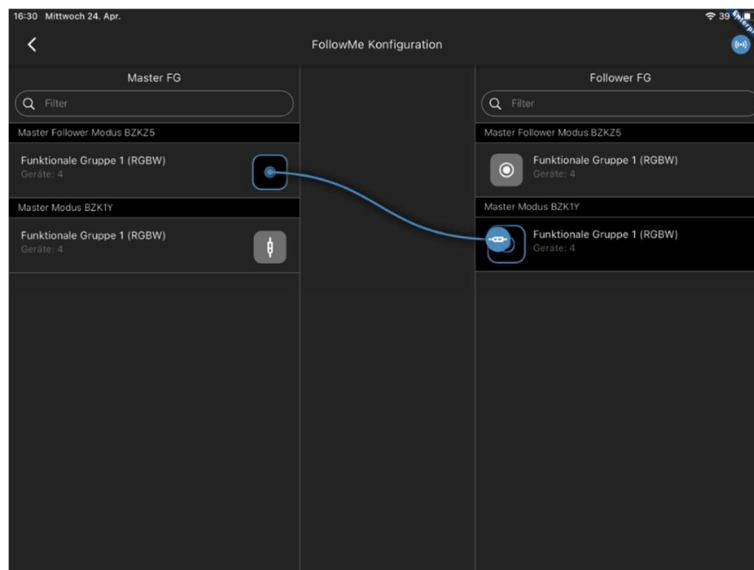 16:30 Mittwoch 24. Apr.
39
FollowMe Konfiguration
Master FG
Filter
Master Follower Modus BZKZ5
Funktionale Gruppe 1 (RGBW)
Geräte: 4
Master Modus BZK1Y
Funktionale Gruppe 1 (RGBW)
Geräte: 4
Follower FG
Filter
Master Follower Modus BZKZ5
Funktionale Gruppe 1 (RGBW)
Geräte: 4
Master Modus BZK1Y
Funktionale Gruppe 1 (RGBW)
Geräte: 4